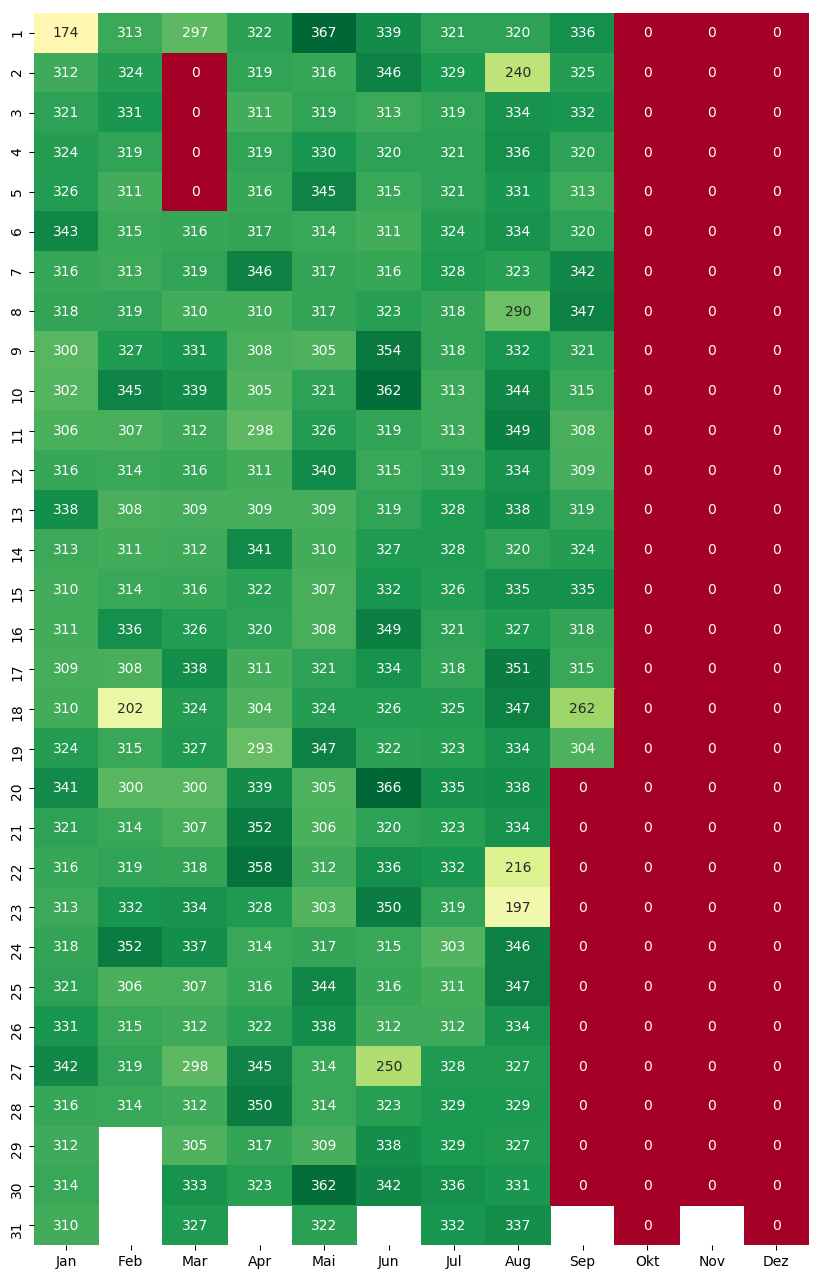 1 174 313 297 322 367 339 321 320 336 0 0 0
2 312 324 0 319 316 346 329 240 325 0 0 0
3 321 331 0 311 319 313 319 334 332 0 0 0
4 324 319 0 319 330 320 321 336 320 0 0 0
5 326 311 0 316 345 315 321 331 313 0 0 0
6 343 315 316 317 314 311 324 334 320 0 0 0
7 316 313 319 346 317 316 328 323 342 0 0 0
8 318 319 310 310 317 323 318 290 347 0 0 0
9 300 327 331 308 305 354 318 332 321 0 0 0
10 302 345 339 305 321 362 313 344 315 0 0 0
11 306 307 312 298 326 319 313 349 308 0 0 0
12 316 314 316 311 340 315 319 334 309 0 0 0
13 338 308 309 309 309 319 328 338 319 0 0 0
14 313 311 312 341 310 327 328 320 324 0 0 0
15 310 314 316 322 307 332 326 335 335 0 0 0
16 311 336 326 320 308 349 321 327 318 0 0 0
17 309 308 338 311 321 334 318 351 315 0 0 0
18 310 202 324 304 324 326 325 347 262 0 0 0
19 324 315 327 293 347 322 323 334 304 0 0 0
20 341 300 300 339 305 366 335 338 0 0 0 0
21 321 314 307 352 306 320 323 334 0 0 0 0
22 316 319 318 358 312 336 332 216 0 0 0 0
23 313 332 334 328 303 350 319 197 0 0 0 0
24 318 352 337 314 317 315 303 346 0 0 0 0
25 321 306 307 316 344 316 311 347 0 0 0 0
26 331 315 312 322 338 312 312 334 0 0 0 0
27 342 319 298 345 314 250 328 327 0 0 0 0
28 316 314 312 350 314 323 329 329 0 0 0 0
29 312 305 317 309 338 329 327 0 0 0 0
30 314 333 323 362 342 336 331 0 0 0 0
31 310 327 322 332 337 0 0
Jan Feb Mar Apr Mai Jun Jul Aug Sep Okt Nov Dez